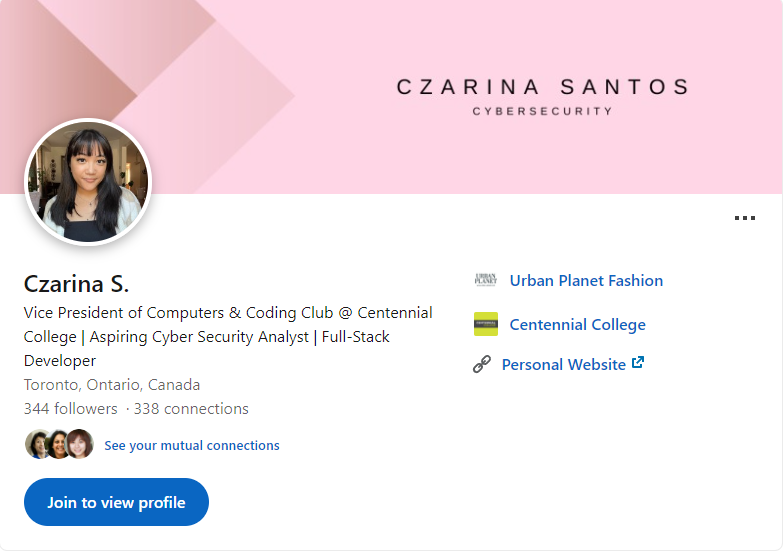 CZARINA SANTOS
CYBERSECURITY
Czarina S.
Vice President of Computers & Coding Club @ Centennial
College | Aspiring Cyber Security Analyst | Full-Stack
Developer
Toronto, Ontario, Canada
344 followers · 338 connections
See your mutual connections
Join to view profile
URBAN
PLANET
Urban Planet Fashion
Centennial College
Personal Website